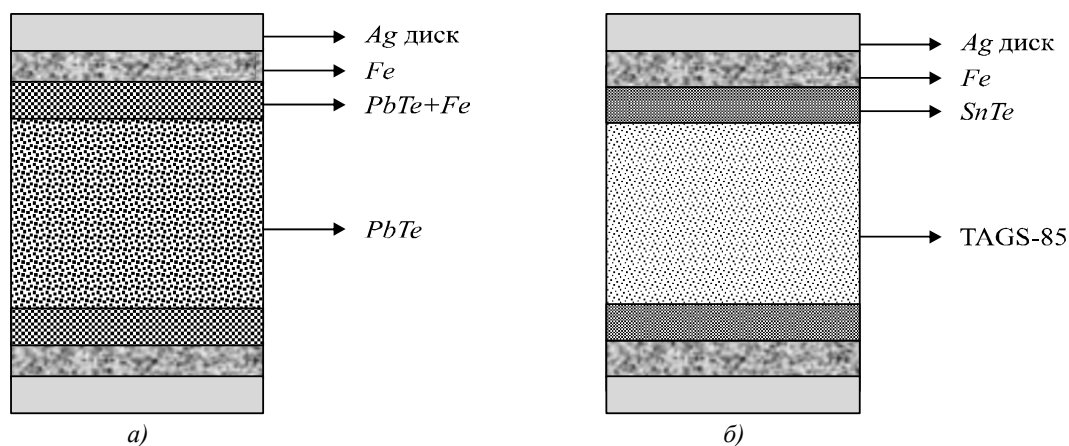 Ag диск
Fe
PbTe+Fe
PbTe
а)
Ag диск
Fe
SnTe
TAGS-85
б)